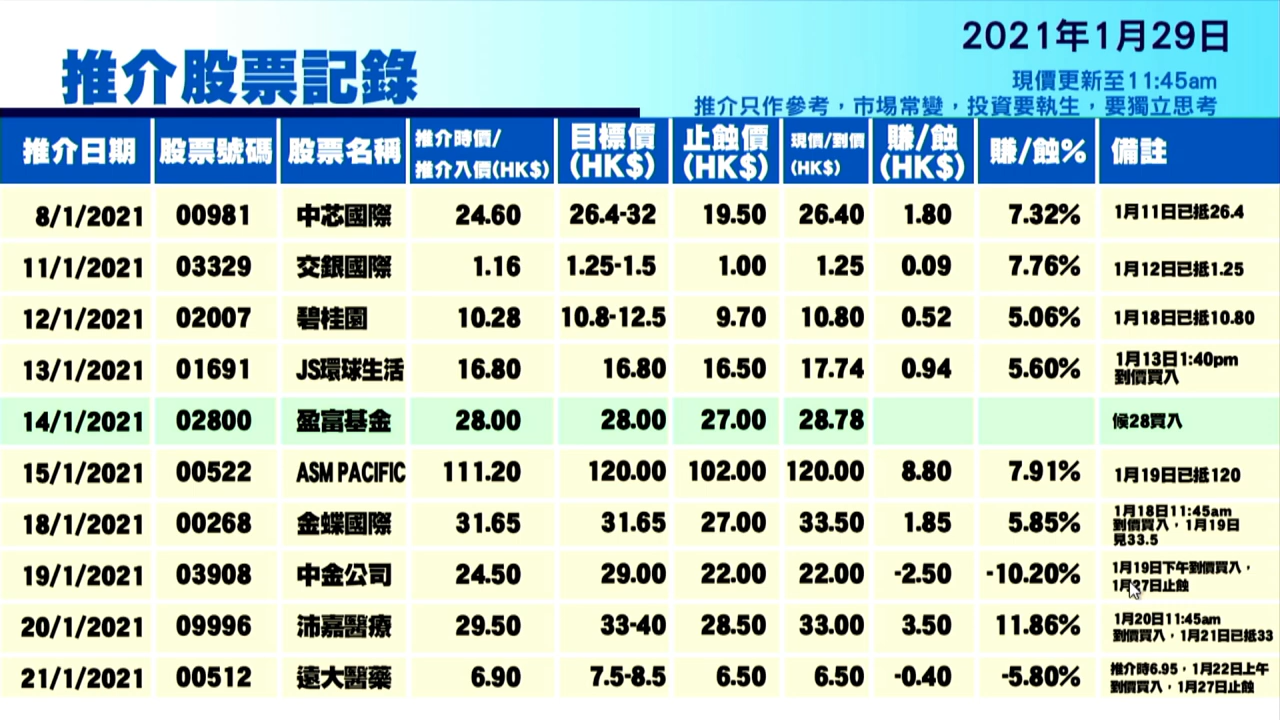 2021年1月29日
推介股票記錄
現價更新至11:45am
推介只作參考，市場常變，投資要執生，要獨立思考
推介日期 股票號碼 股票名稱 推介時價/推介入價(HK$) 目標價(HK$) 止蝕價(HK$) 現價/到價(HK$) 賺/蝕(HK$) 賺/蝕% 備註
8/1/2021 00981 中芯國際 24.60 26.4-32 19.50 26.40 1.80 7.32% 1月11日已抵26.4
11/1/2021 03329 交銀國際 1.16 1.25-1.5 1.00 1.25 0.09 7.76% 1月12日已抵1.25
12/1/2021 02007 碧桂園 10.28 10.8-12.5 9.70 10.80 0.52 5.06% 1月18日已抵10.80
13/1/2021 01691 JS環球生活 16.80 16.80 16.50 17.74 0.94 5.60% 1月13日1:40pm
到價買入
14/1/2021 02800 盈富基金 28.00 28.00 27.00 28.78 候28買入
15/1/2021 00522 ASM PACIFIC 111.20 120.00 102.00 120.00 8.80 7.91% 1月19日已抵120
18/1/2021 00268 金蝶國際 31.65 31.65 27.00 33.50 1.85 5.85% 1月18日11:45am
到價買入，1月19日
見33.5
19/1/2021 03908 中金公司 24.50 29.00 22.00 22.00 -2.50 -10.20% 1月19日下午到價買入，
1月27日止蝕
20/1/2021 09996 沛嘉醫療 29.50 33-40 28.50 33.00 3.50 11.86% 1月20日11:45am
到價買入，1月21日已抵33
21/1/2021 00512 遠大醫藥 6.90 7.5-8.5 6.50 6.50 -0.40 -5.80% 推介時6.95，1月22日上午
到價買入，1月27日止蝕